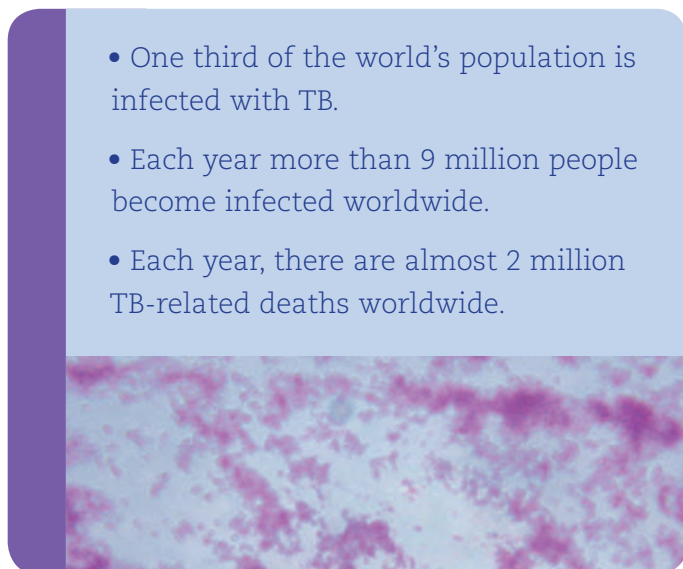 • One third of the world’s population is
infected with TB.
• Each year more than 9 million people
become infected worldwide.
• Each year, there are almost 2 million
TB-related deaths worldwide.